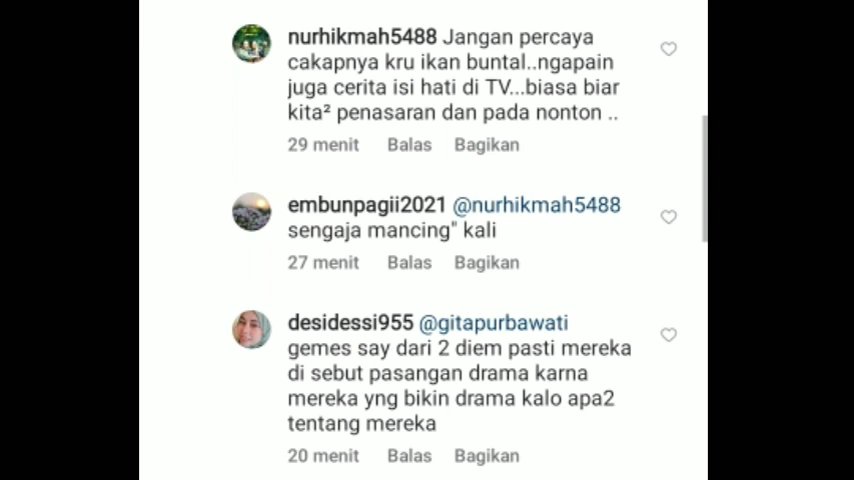 nurhikmah5488 Jangan percaya
cakapnya kru ikan buntal..ngapain
juga cerita isi hati di TV...biasa biar
kita² penasaran dan pada nonton ..
29 menit Balas Bagikan
embunpagii2021 @nurhikmah5488
sengaja mancing" kali
27 menit Balas Bagikan
desidessi955 @gitapurbawati
gemes say dari 2 diem pasti mereka
di sebut pasangan drama karna
mereka yng bikin drama kalo apa2
tentang mereka
20 menit Balas Bagikan